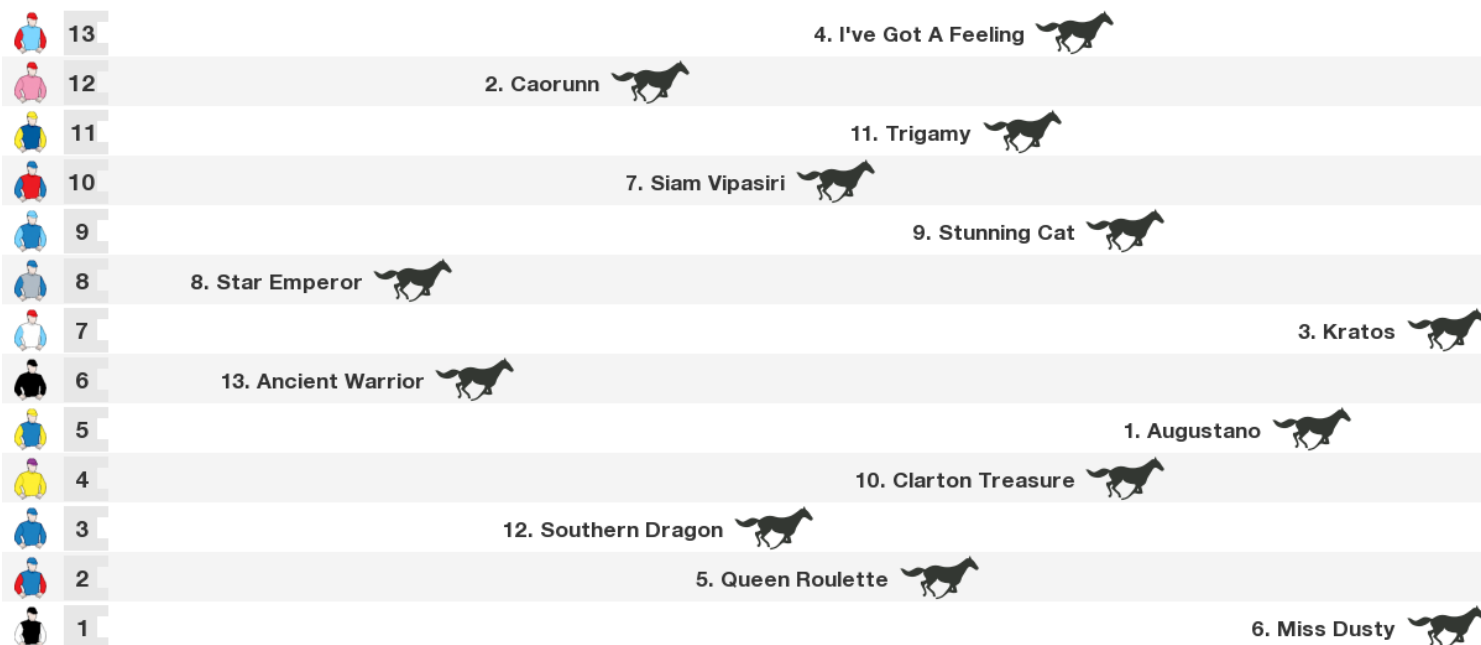 13 4. I've Got A Feeling
12 2. Caorunn
11 11. Trigamy
10 7. Siam Vipasiri
9 9. Stunning Cat
8 8. Star Emperor
7 3. Kratos
6 13. Ancient Warrior
5 1. Augustano
4 10. Clarton Treasure
3 12. Southern Dragon
2 5. Queen Roulette
1 6. Miss Dusty